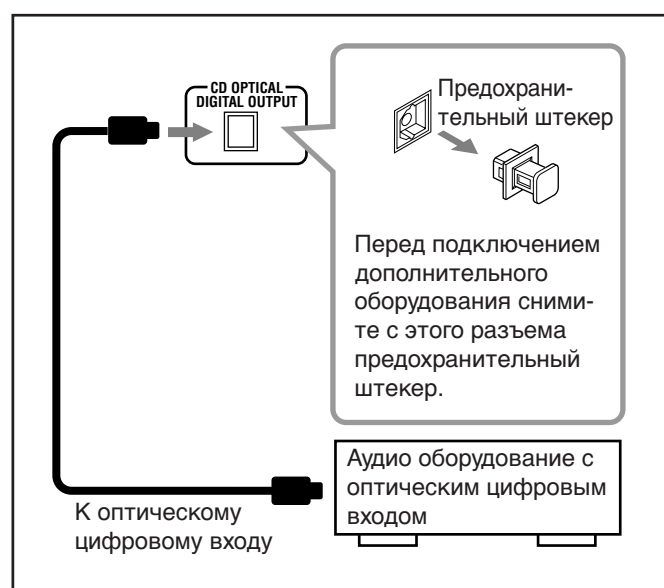 CD OPTICAL
DIGITAL OUTPUT
Предохрани-
тельный штекер
Перед подключением
дополнительного
оборудования сними-
те с этого разъема
предохранительный
штекер.
Аудио оборудование с
оптическим цифровым
входом
К оптическому
цифровому входу